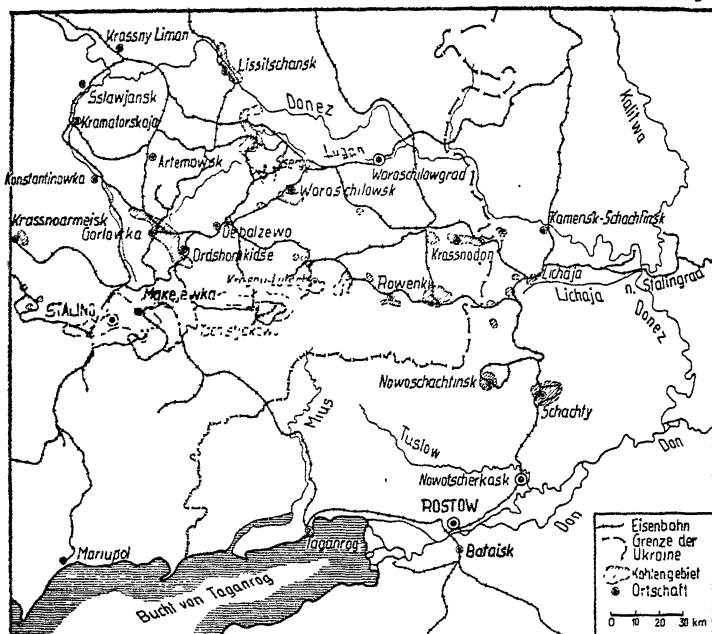 Krassny Liman
Lissitschansk
Donez
Sslawjansk
Kramatorskaja
Kalitwa
Lugan
Artemowsk
Woroschilowgrad
Konstantinowka
Woroschilowsk
Krassnoarmeisk
Gorlowka
Debalzewo
Kamensk-Schachtinsk
Ordshonikidse
Krassnodon
Lichaja
n. Stalingrad
Rowenki
Lichaja
Makejewka
STALINO
Donez
Nowoschachtinsk
Schachty
Mius
Tuslow
Don
Nowotscherkask
ROSTOW
Don
Taganrog
Bataisk
Mariupol
Bucht von Taganrog
Eisenbahn
Grenze der
Ukraine
Kohlengebiet
Ortschaft
0 10 20 30 km